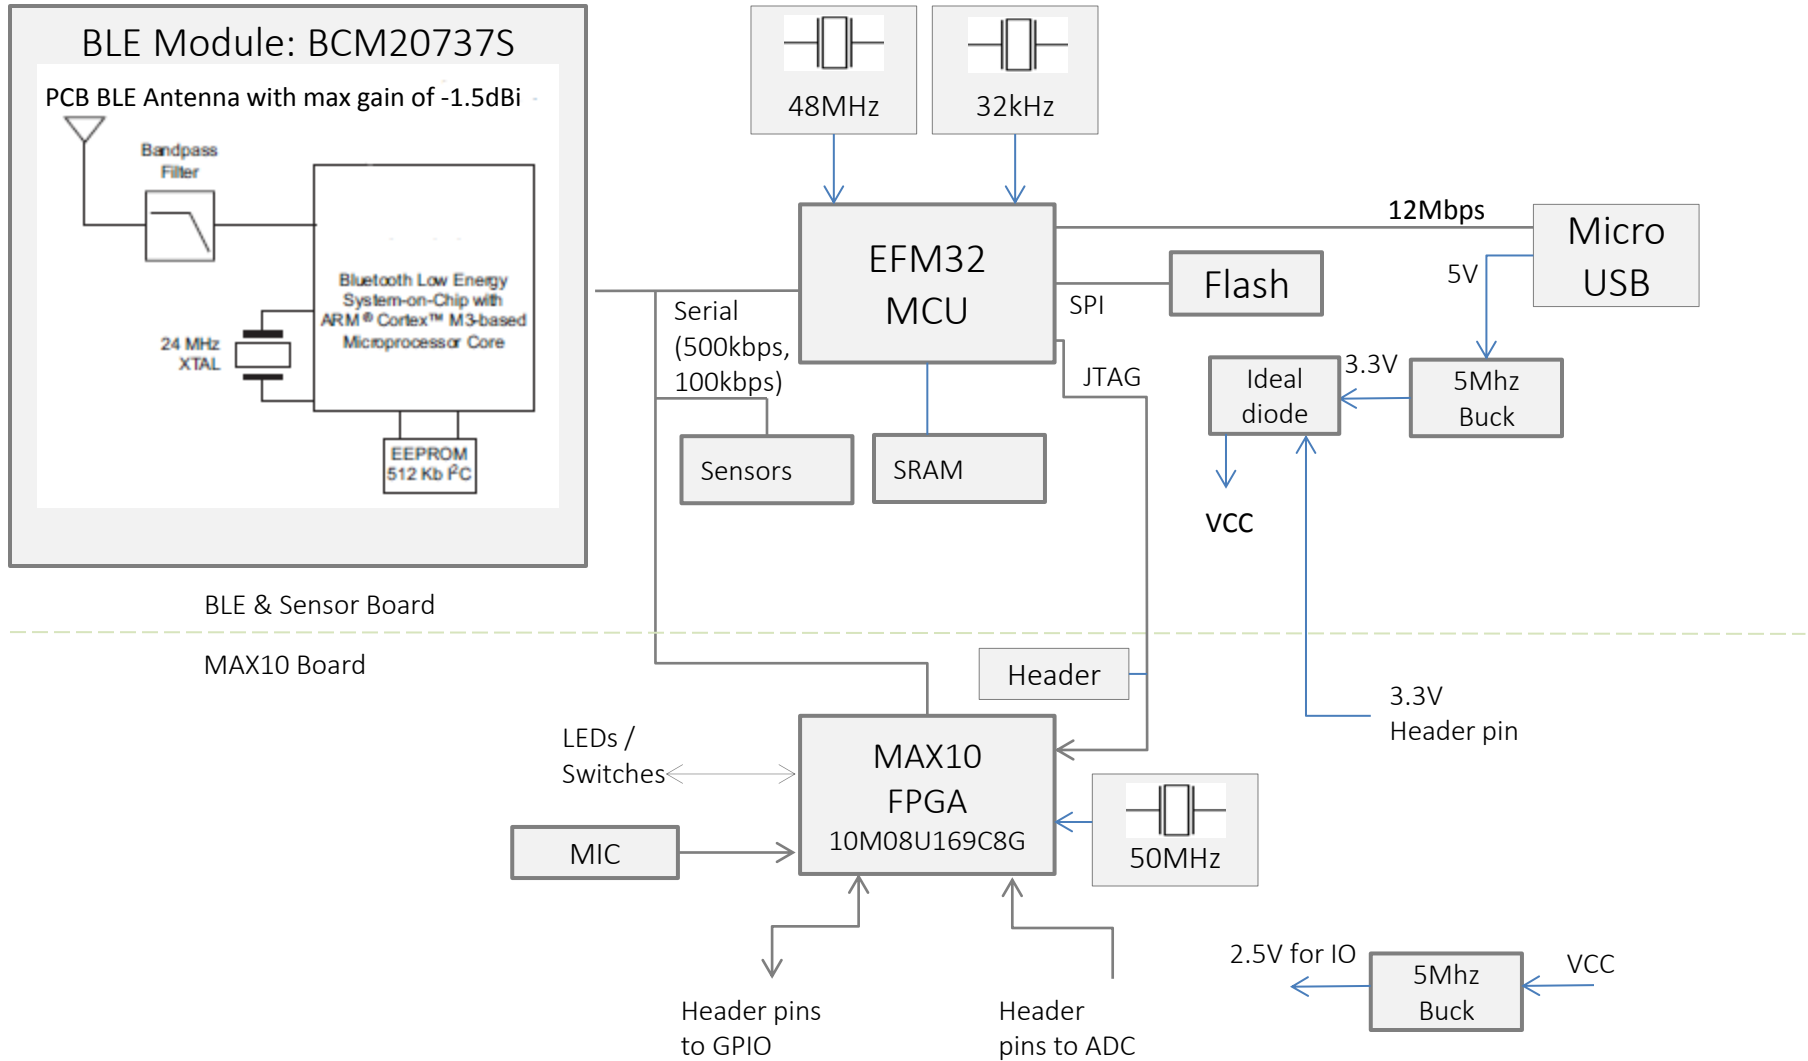 BLE Module: BCM20737S
PCB BLE Antenna with max gain of -1.5dBi
Bandpass
Filter
Bluetooth Low Energy
System-on-Chip with
ARM® Cortex™ M3-based
Microprocessor Core
24 MHz
XTAL
EEPROM
512 Kb I²C
48MHz
32kHz
EFM32
MCU
12Mbps
Micro
USB
5V
SPI
Flash
Serial
(500kbps,
100kbps)
JTAG
Ideal
diode
3.3V
5Mhz
Buck
Sensors
SRAM
VCC
BLE & Sensor Board
MAX10 Board
Header
3.3V
Header pin
LEDs /
Switches
MAX10
FPGA
10M08U169C8G
MIC
50MHz
Header pins
to GPIO
Header
pins to ADC
2.5V for IO
5Mhz
Buck
VCC